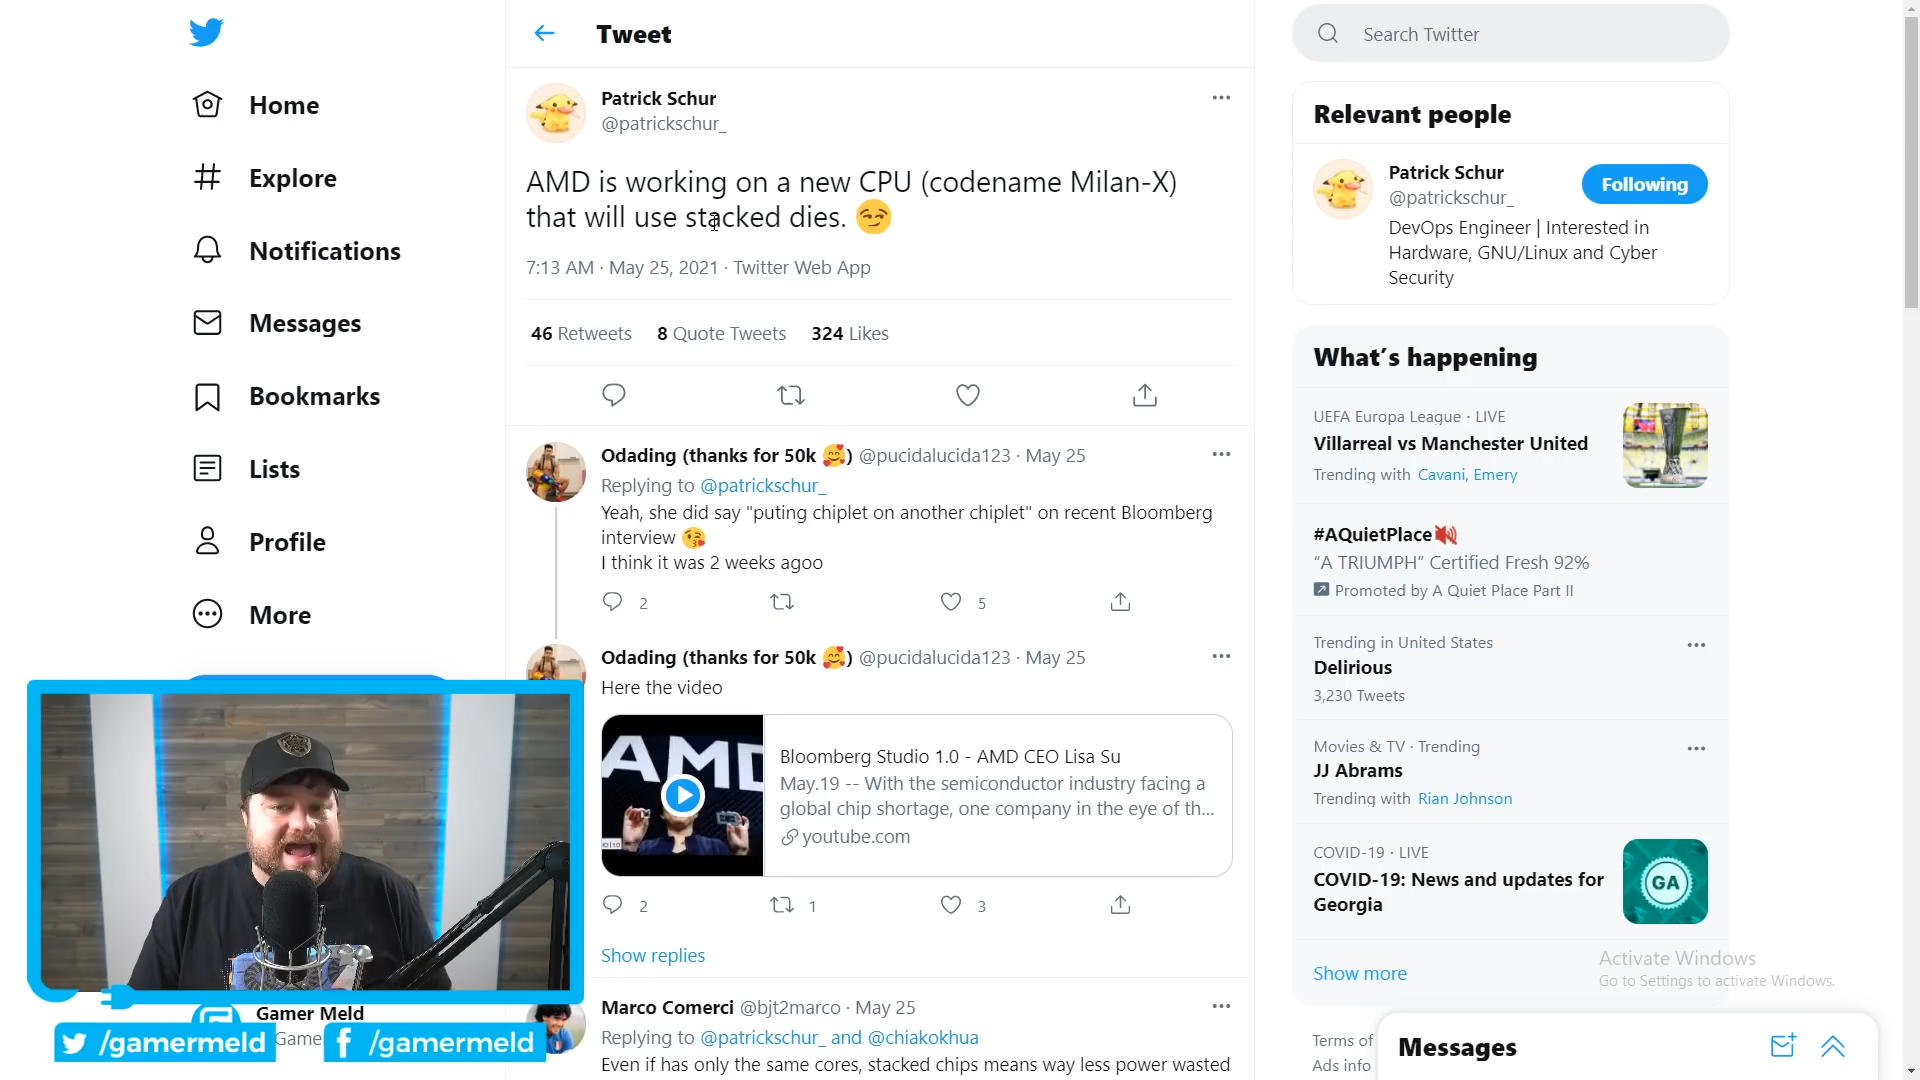 Home
Explore
Notifications
Messages
Bookmarks
Lists
Profile
More
Gamer Meld
Game
/gamermeld
/gamermeld
Tweet
Patrick Schur
@patrickschur_
AMD is working on a new CPU (codename Milan-X)
that will use stacked dies. 😏
7:13 AM · May 25, 2021 · Twitter Web App
46 Retweets 8 Quote Tweets 324 Likes
Odading (thanks for 50k 🥰) @pucidalucida123 · May 25
Replying to @patrickschur_
Yeah, she did say "puting chiplet on another chiplet" on recent Bloomberg
interview 😘
I think it was 2 weeks agoo
2 5
Odading (thanks for 50k 🥰) @pucidalucida123 · May 25
Here the video
AMD
Bloomberg Studio 1.0 - AMD CEO Lisa Su
May.19 -- With the semiconductor industry facing a
global chip shortage, one company in the eye of th...
youtube.com
2 1 3
Show replies
Marco Comerci @bjt2marco · May 25
Replying to @patrickschur_ and @chiakokhua
Even if has only the same cores, stacked chips means way less power wasted
Search Twitter
Relevant people
Patrick Schur
@patrickschur_
Following
DevOps Engineer | Interested in
Hardware, GNU/Linux and Cyber
Security
What's happening
UEFA Europa League · LIVE
Villarreal vs Manchester United
Trending with Cavani, Emery
#AQuietPlace
“A TRIUMPH” Certified Fresh 92%
Promoted by A Quiet Place Part II
Trending in United States
Delirious
3,230 Tweets
Movies & TV · Trending
JJ Abrams
Trending with Rian Johnson
COVID-19 · LIVE
COVID-19: News and updates for
Georgia
GA
Show more
Activate Windows
Go to Settings to activate Windows.
Terms of
Ads info
Messages